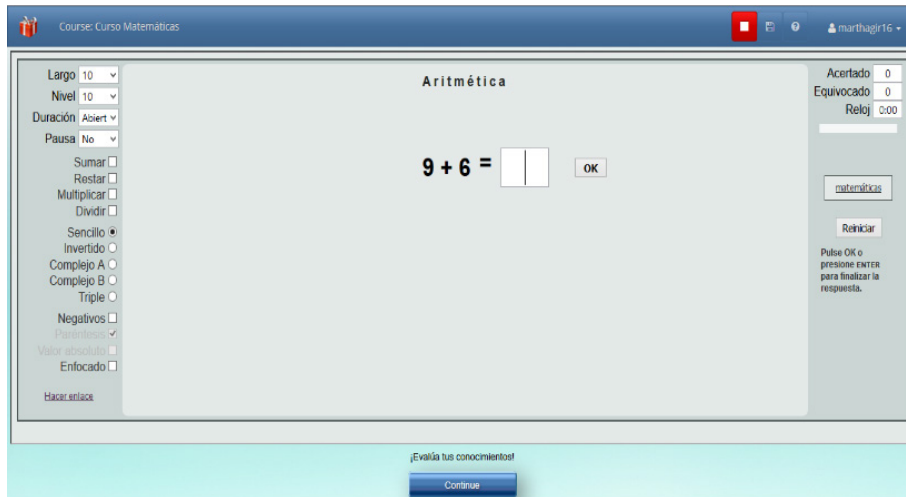 Course: Curso Matemáticas
marthagir16
Largo 10
Nivel 10
Duración Abiert
Pausa No
Sumar
Restar
Multiplicar
Dividir
Sencillo
Invertido
Complejo A
Complejo B
Triple
Negativos
Paréntesis
Valor absoluto
Enfocado
Hacer enlace
Aritmética
9 + 6 =
OK
Acertado 0
Equivocado 0
Reloj 0:00
matemáticas
Reiniciar
Pulse OK o
presione ENTER
para finalizar la
respuesta.
¡Evalúa tus conocimientos!
Continue